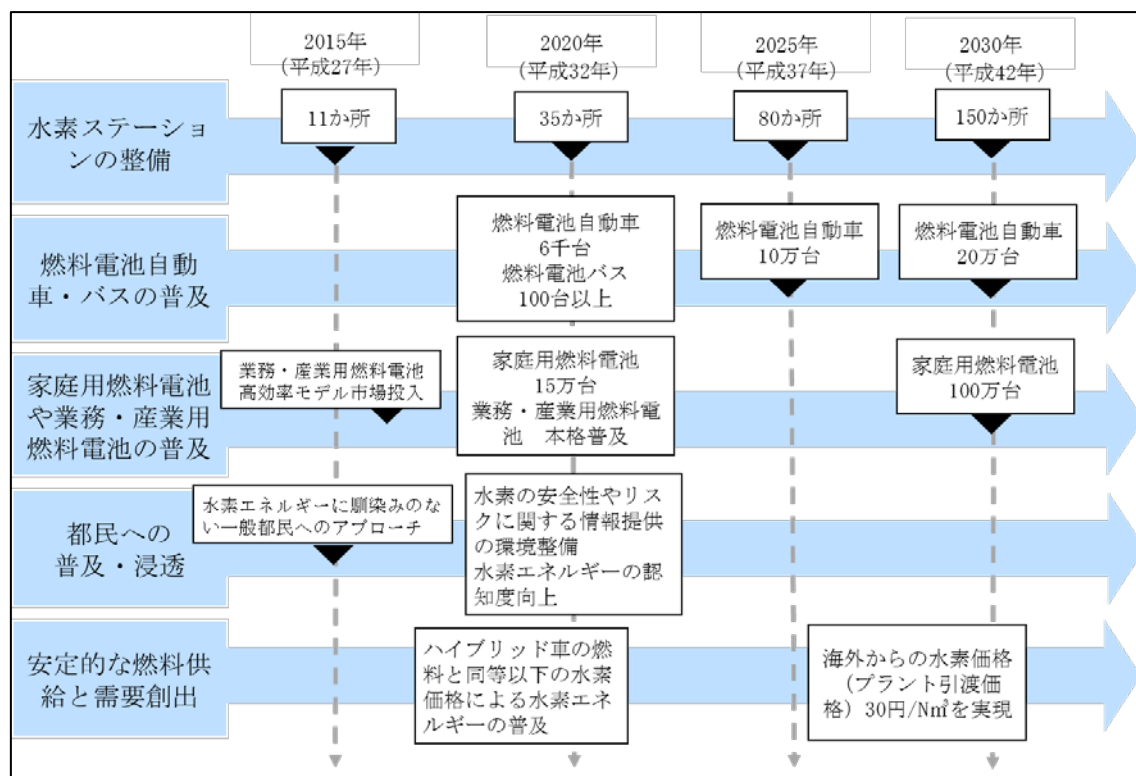 2015年
(平成27年)
2020年
(平成32年)
2025年
(平成37年)
2030年
(平成42年)
水素ステーショ
ンの整備
11か所
35か所
80か所
150か所
燃料電池自動
車・バスの普及
燃料電池自動車
6千台
燃料電池バス
100台以上
燃料電池自動車
10万台
燃料電池自動車
20万台
家庭用燃料電池
や業務・産業用
燃料電池の普及
業務・産業用燃料電池
高効率モデル市場投入
家庭用燃料電池
15万台
業務・産業用燃料電
池　本格普及
家庭用燃料電池
100万台
都民への
普及・浸透
水素エネルギーに馴染みのな
い一般都民へのアプローチ
水素の安全性やリス
クに関する情報提供
の環境整備
水素エネルギーの認
知度向上
安定的な燃料供
給と需要創出
ハイブリッド車の燃
料と同等以下の水素
価格による水素エネ
ルギーの普及
海外からの水素価格
（プラント引渡価
格）30円/N㎥を実現